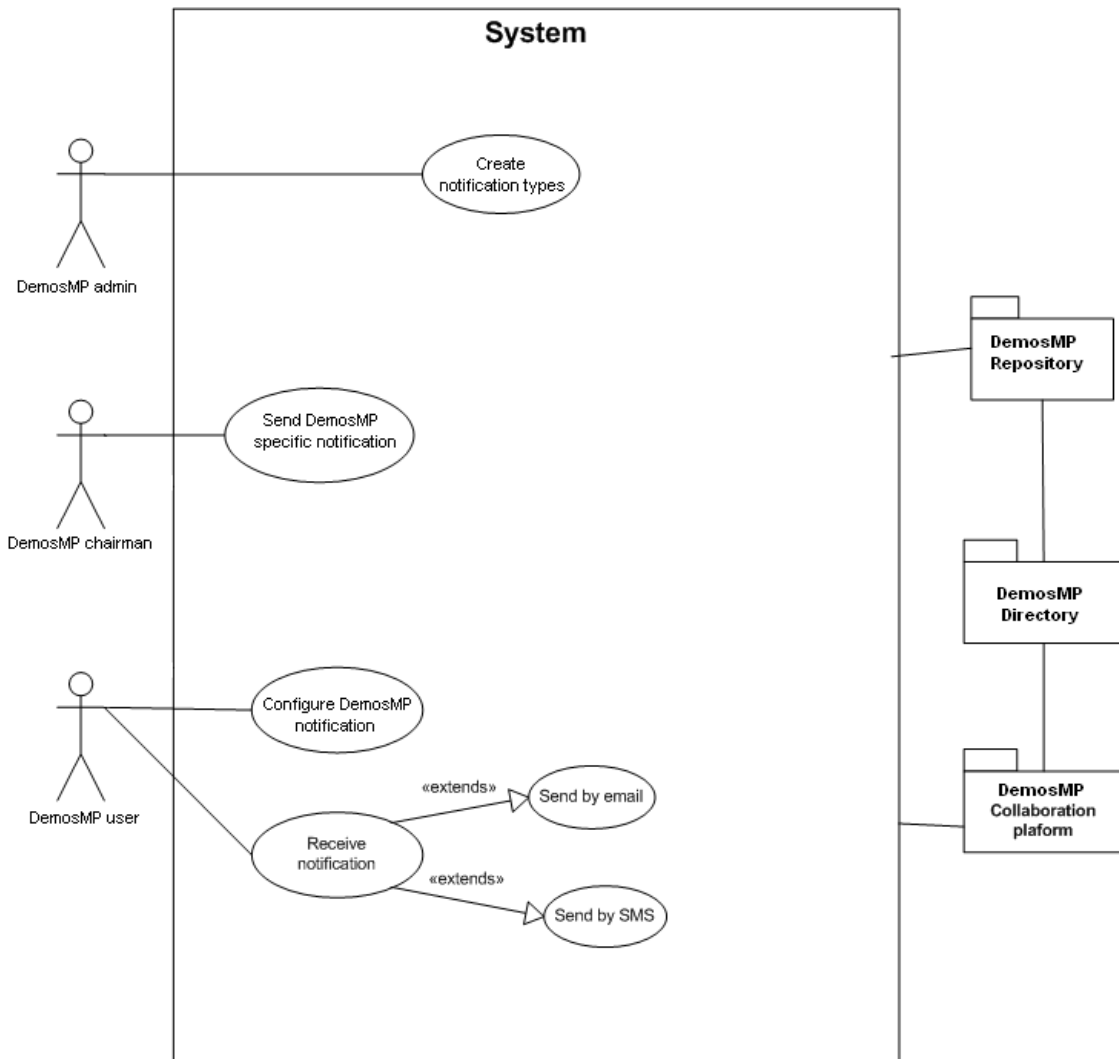 System
Create
notification types
DemosMP admin
DemosMP
Repository
Send DemosMP
specific notification
DemosMP chairman
DemosMP
Directory
Configure DemosMP
notification
DemosMP user
«extends»
Send by email
DemosMP
Collaboration
plaform
Receive
notification
«extends»
Send by SMS